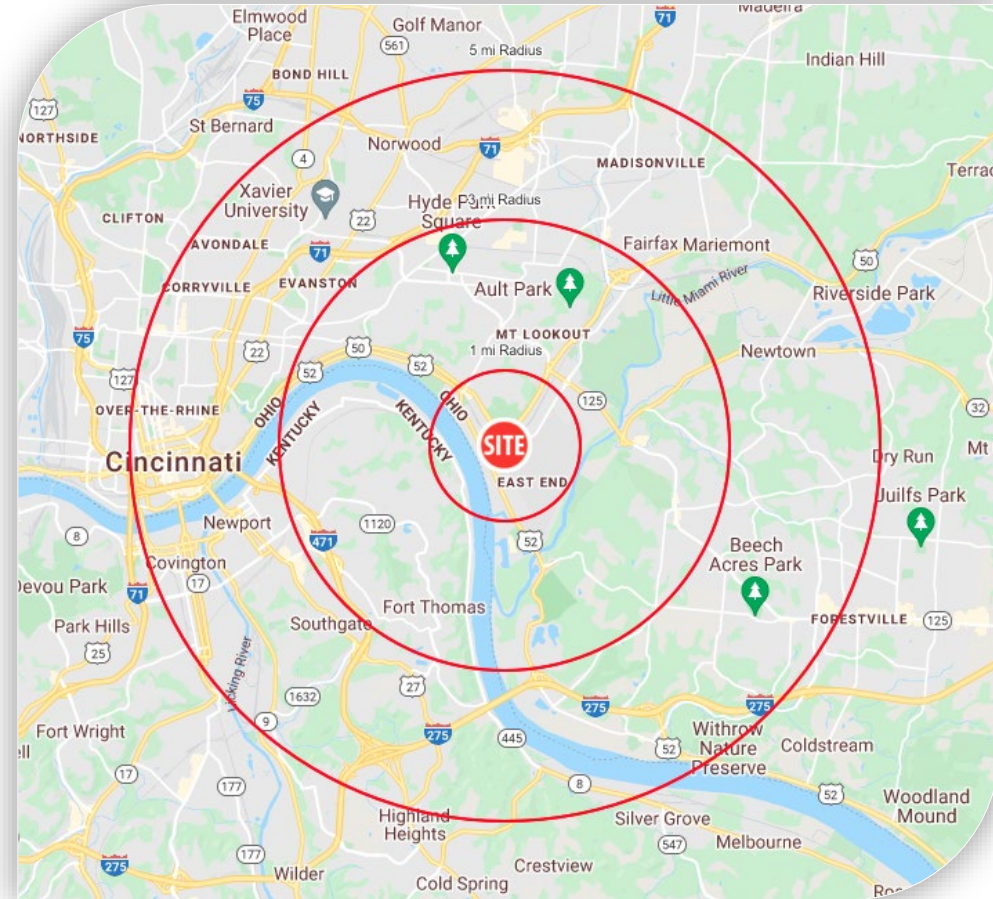 Elmwood
Place
Golf Manor
Madeira
71
561
5 mi Radius
Indian Hill
BOND HILL
75
127
St Bernard
NORTHSIDE
Norwood
71
4
MADISONVILLE
Xavier
University
Terrac
22
Hyde Park
Square
3 mi Radius
CLIFTON
AVONDALE
71
Fairfax
Mariemont
50
CORRYVILLE
EVANSTON
Ault Park
Little Miami River
Riverside Park
75
MT LOOKOUT
22
50
52
52
1 mi Radius
Newtown
127
OVER-THE-RHINE
OHIO
KENTUCKY
KENTUCKY
OHIO
125
32
SITE
Cincinnati
Dry Run
Mt
EAST END
Juilfs Park
8
Newport
1120
471
52
Covington
Beech
Acres Park
Devou Park
71
17
Fort Thomas
FORESTVILLE
125
Park Hills
Southgate
25
Licking River
27
1632
275
275
9
275
445
Fort Wright
ell
Withrow
Nature
Preserve
52
Coldstream
17
177
8
52
Woodland
Mound
Highland
Heights
Silver Grove
547
Melbourne
177
275
Wilder
Crestview
Cold Spring